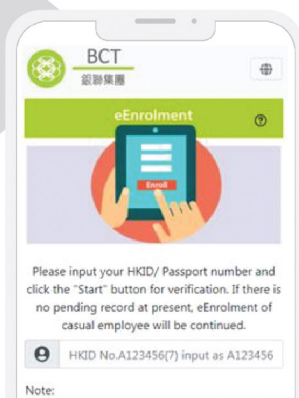 BCT
銀聯集團
eEnrolment
Enroll
Please input your HKID/ Passport number and
click the "Start" button for verification. If there is
no pending record at present, eEnrolment of
casual employee will be continued.
HKID No.A123456(7) input as A123456
Note: